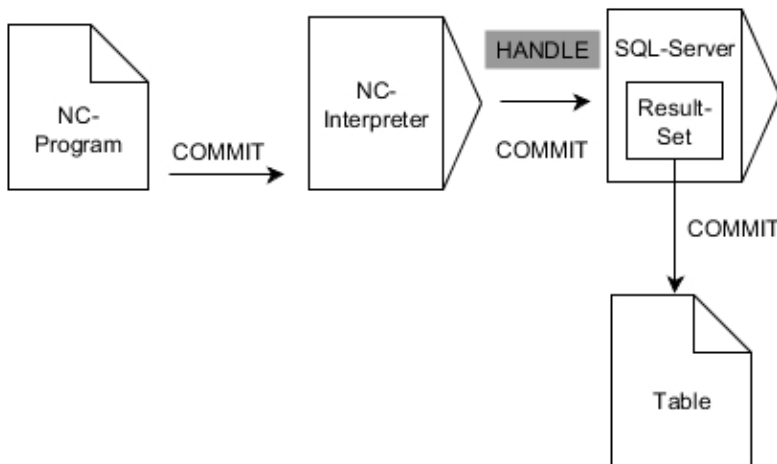 NC-
Program
COMMIT
NC-
Interpreter
HANDLE
COMMIT
SQL-Server
Result-
Set
COMMIT
Table